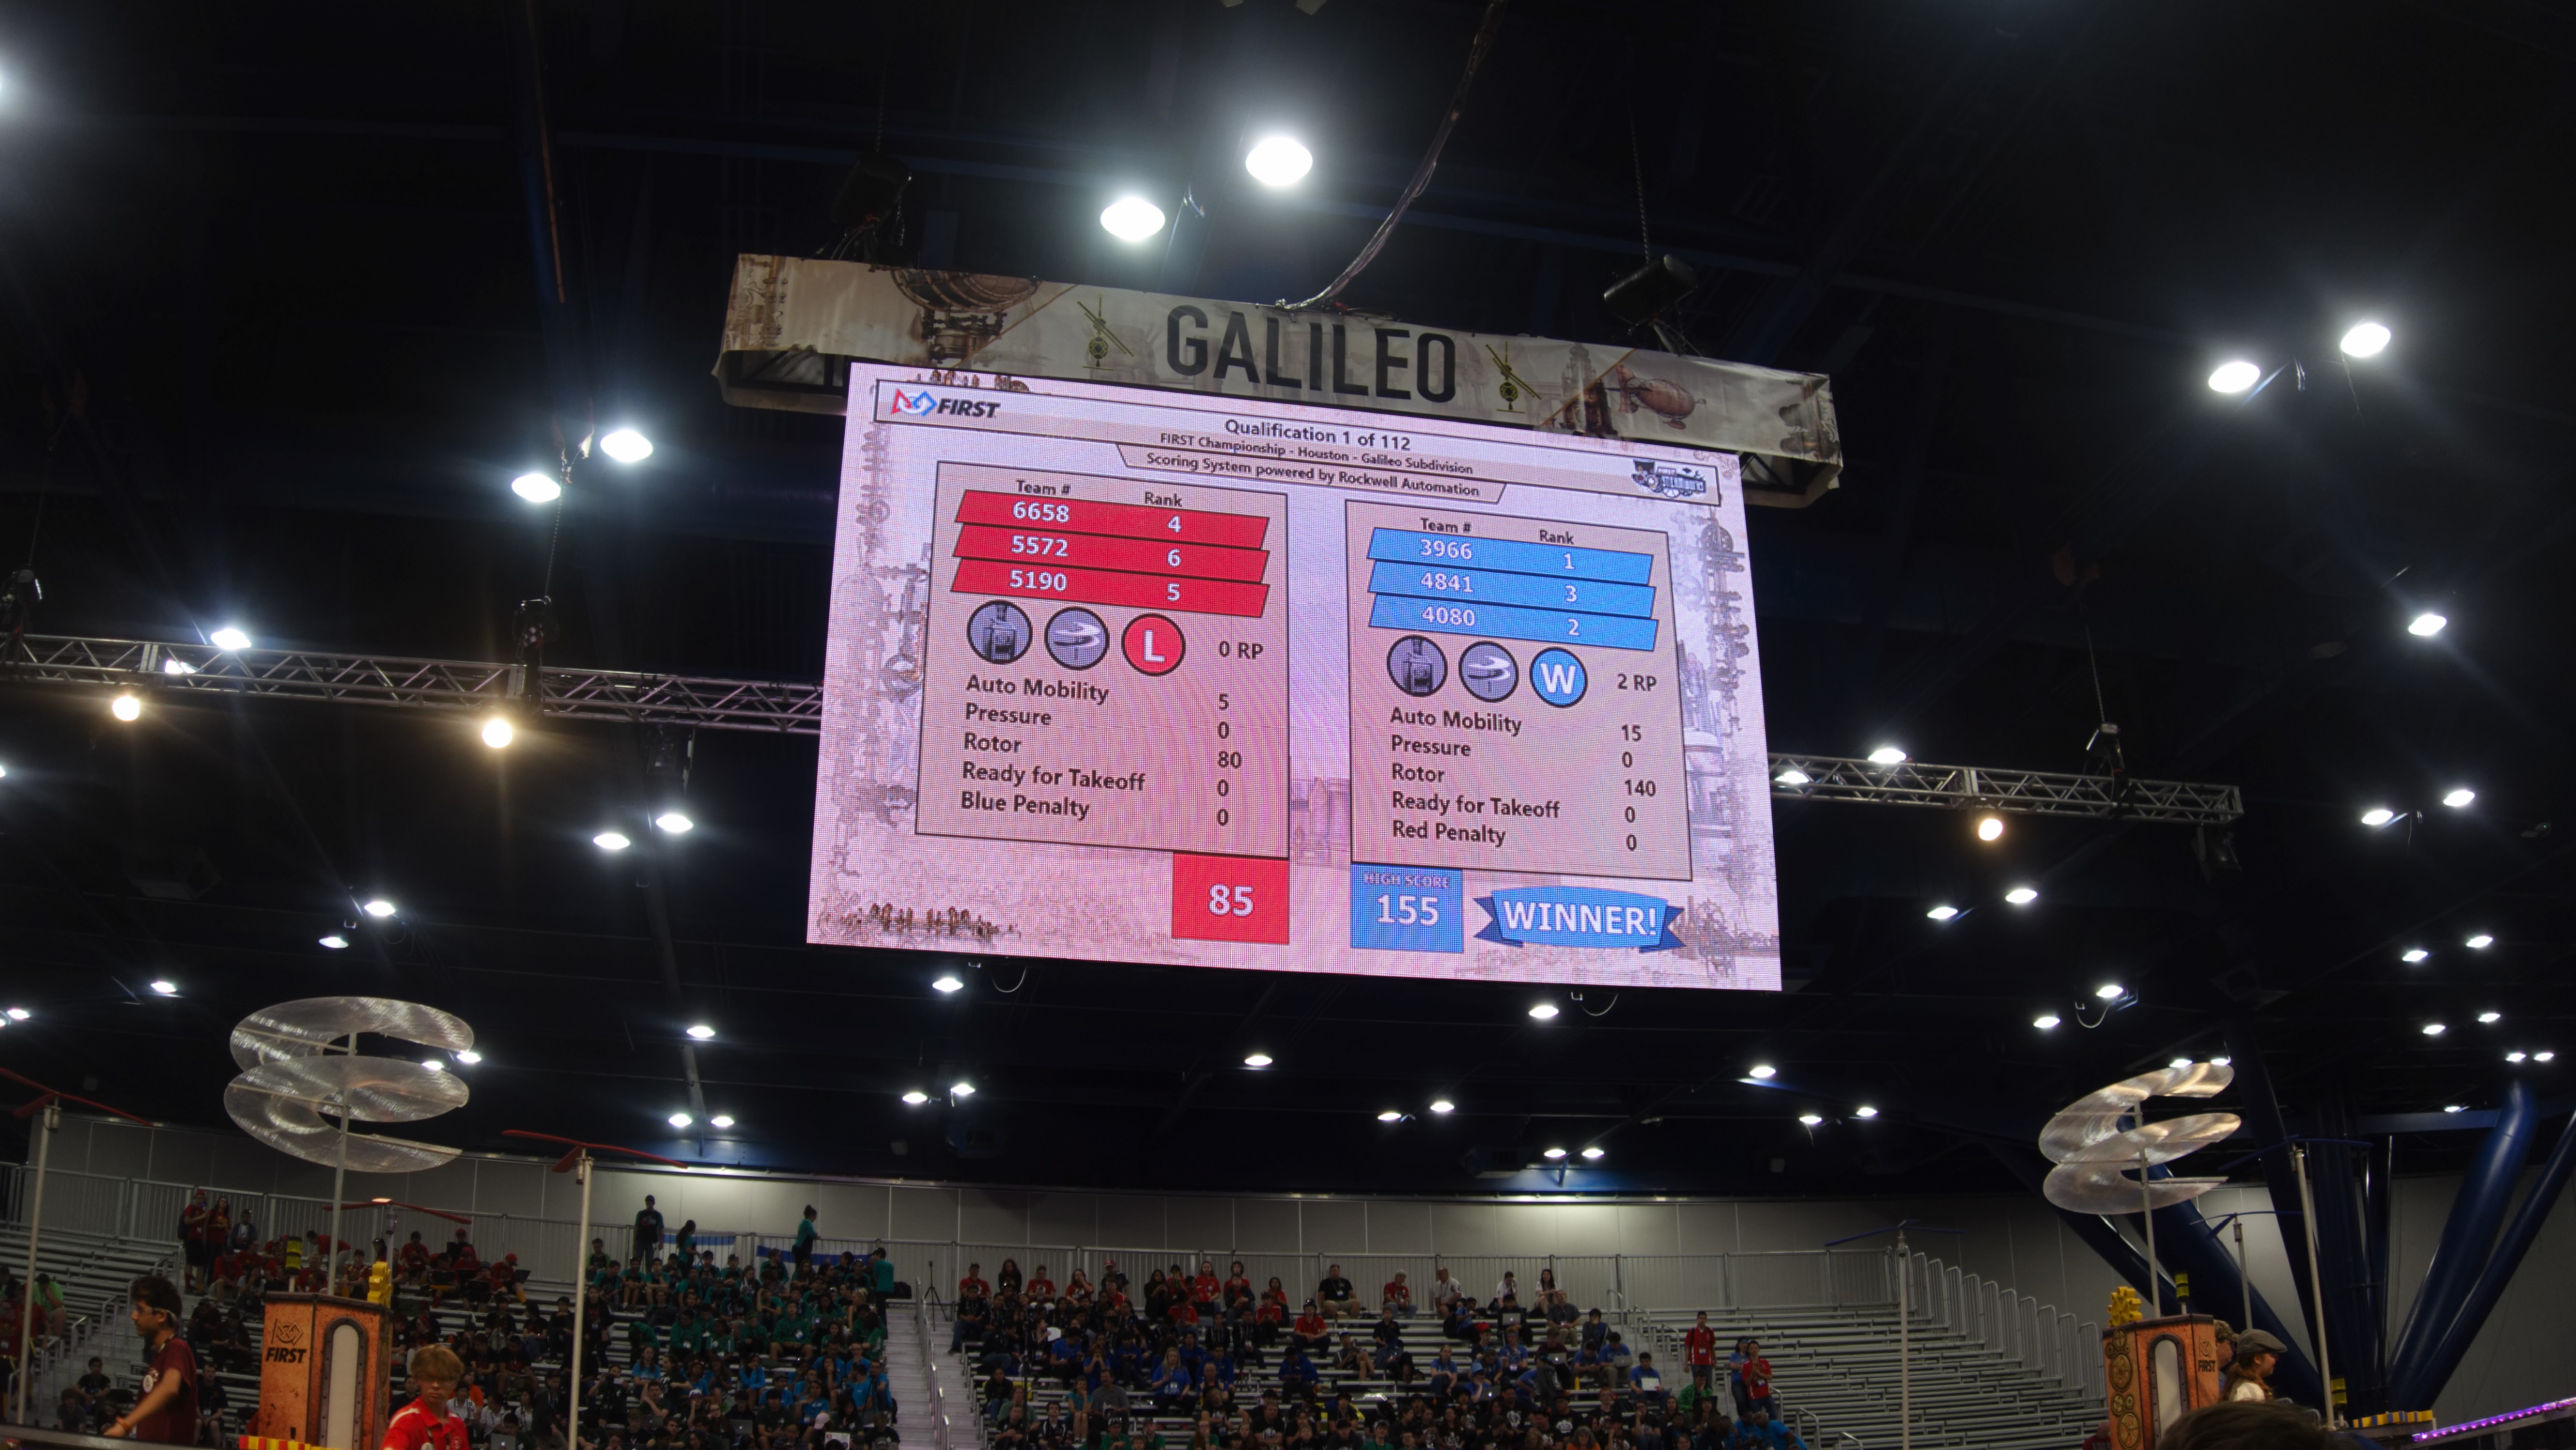 GALILEO
FIRST
Qualification 1 of 112
FIRST Championship - Houston - Galileo Subdivision
Scoring System powered by Rockwell Automation
Team # Rank
6658 4
5572 6
5190 5
L 0 RP
Auto Mobility 5
Pressure 0
Rotor 80
Ready for Takeoff 0
Blue Penalty 0
85
Team # Rank
3966 1
4841 3
4080 2
W 2 RP
Auto Mobility 15
Pressure 0
Rotor 140
Ready for Takeoff 0
Red Penalty 0
HIGH SCORE
155
WINNER!
FIRST
FIRST